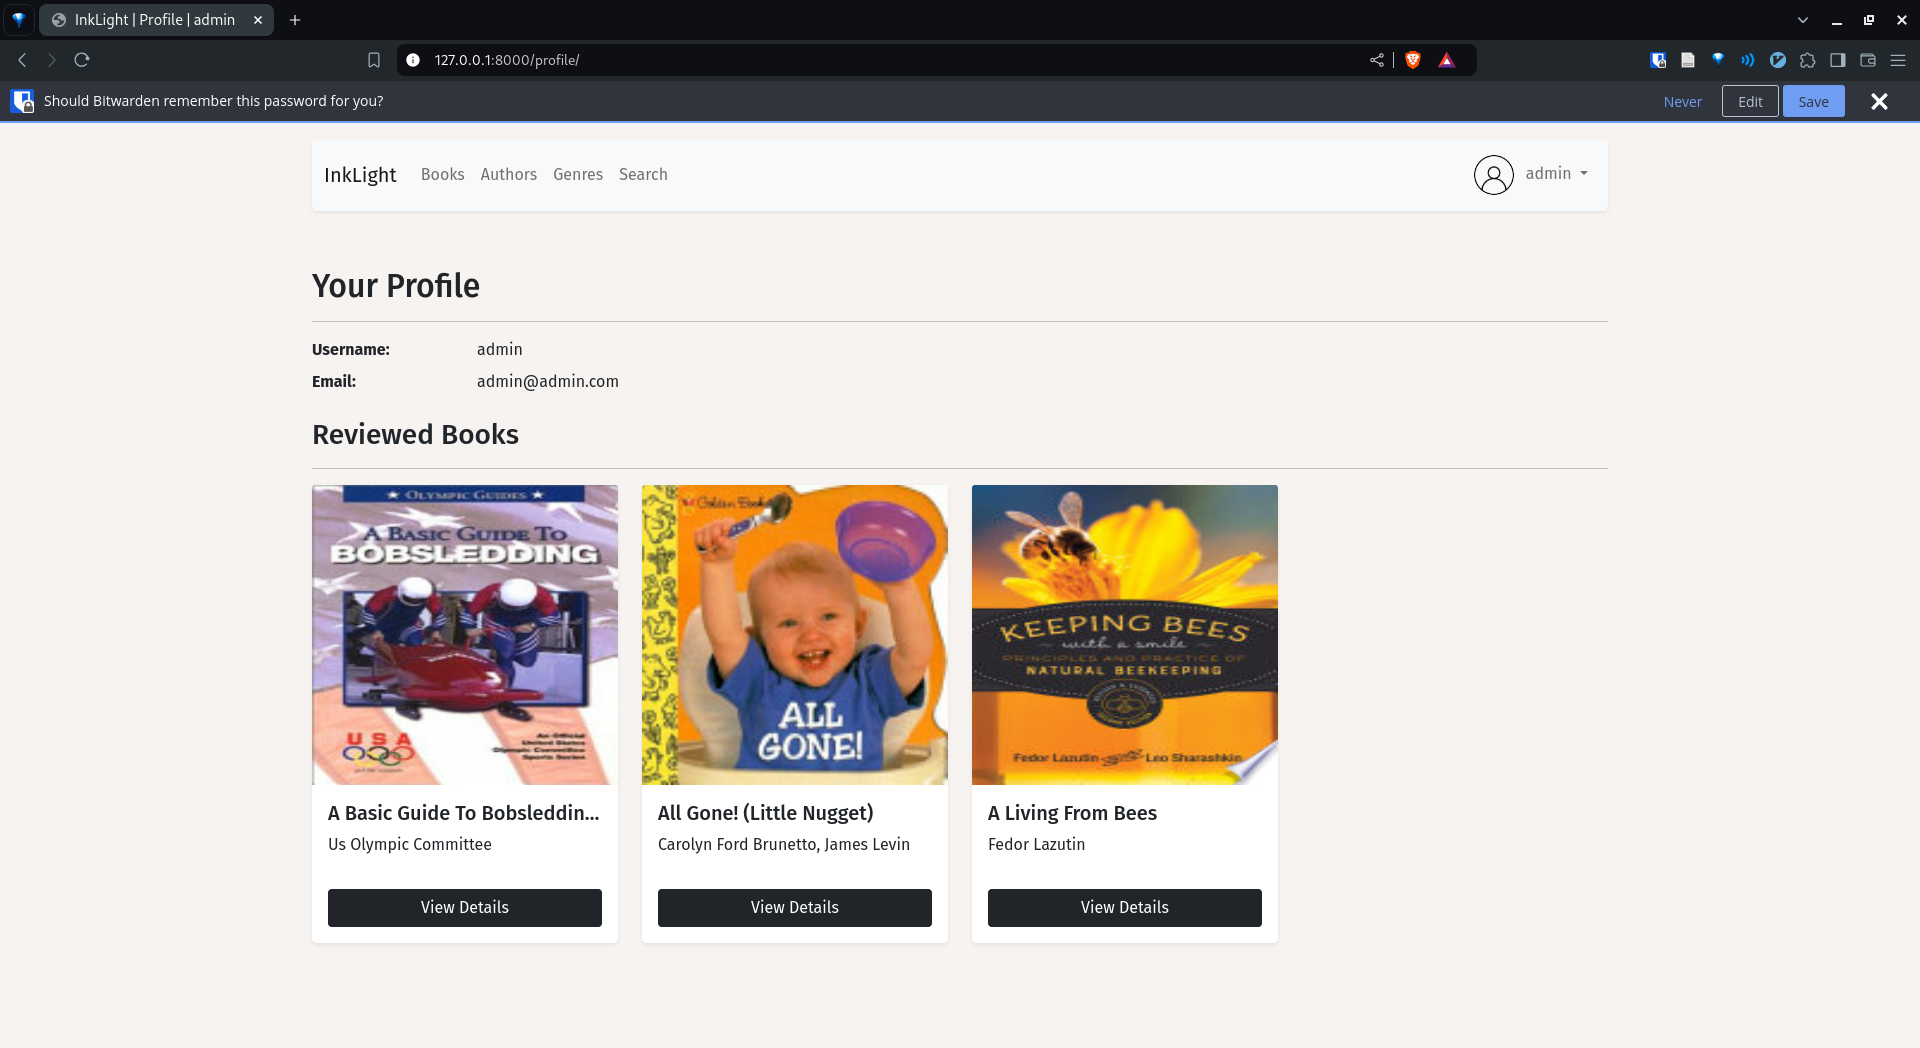 InkLight | Profile | admin
127.0.0.1:8000/profile/
Should Bitwarden remember this password for you?
Never
Edit
Save
InkLight
Books
Authors
Genres
Search
admin
Your Profile
Username: admin
Email: admin@admin.com
Reviewed Books
OLYMPIC GUIDES
A BASIC GUIDE TO
BOBSLEDDING
USA
An Official
United States
Olympic Committee
Sports Series
A Basic Guide To Bobsleddin...
Us Olympic Committee
View Details
Golden Book
ALL
GONE!
All Gone! (Little Nugget)
Carolyn Ford Brunetto, James Levin
View Details
KEEPING BEES
with a smile
PRINCIPLES AND PRACTICE OF
NATURAL BEEKEEPING
Fedor Lazutin
Leo Sharashkin
A Living From Bees
Fedor Lazutin
View Details